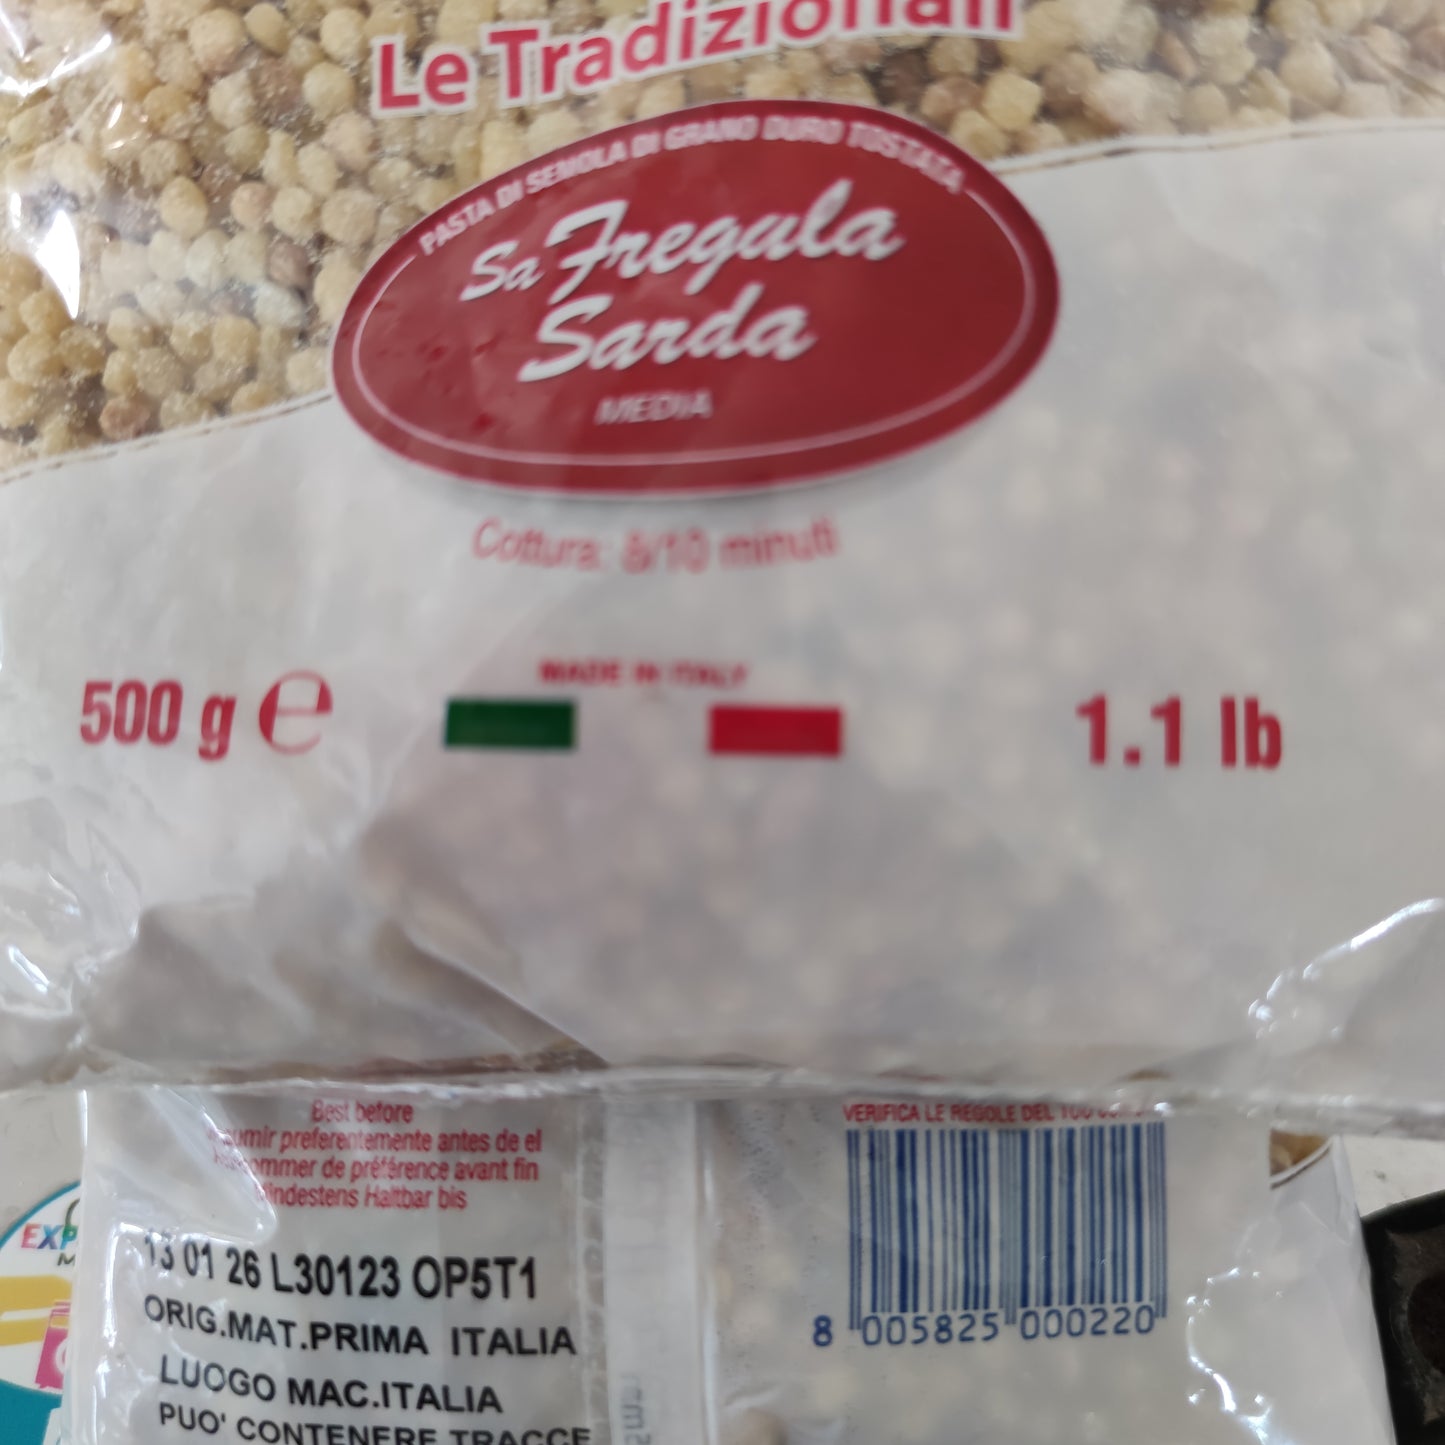 Le Tradizionali
PASTA DI SEMOLA DI GRANO DURO TOSTATA
Sa Fregula
Sarda
MEDIA
Cottura: 8/10 minuti
MADE IN ITALY
500 g e
1.1 lb
Best before
preferentemente antes de el
de préférence avant fin
Mindestens Haltbar bis
13 01 26 L30123 OP5T1
ORIG.MAT.PRIMA ITALIA
LUOGO MAC.ITALIA
PUO' CONTENERE TRACCE
VERIFICA LE REGOLE DEL TUO
8 005825 000220
EXP